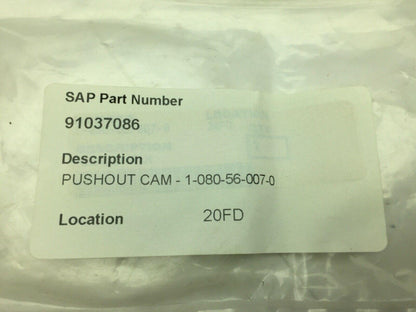 SAP Part Number
91037086
Description
PUSHOUT CAM - 1-080-56-007-0
Location 20FD